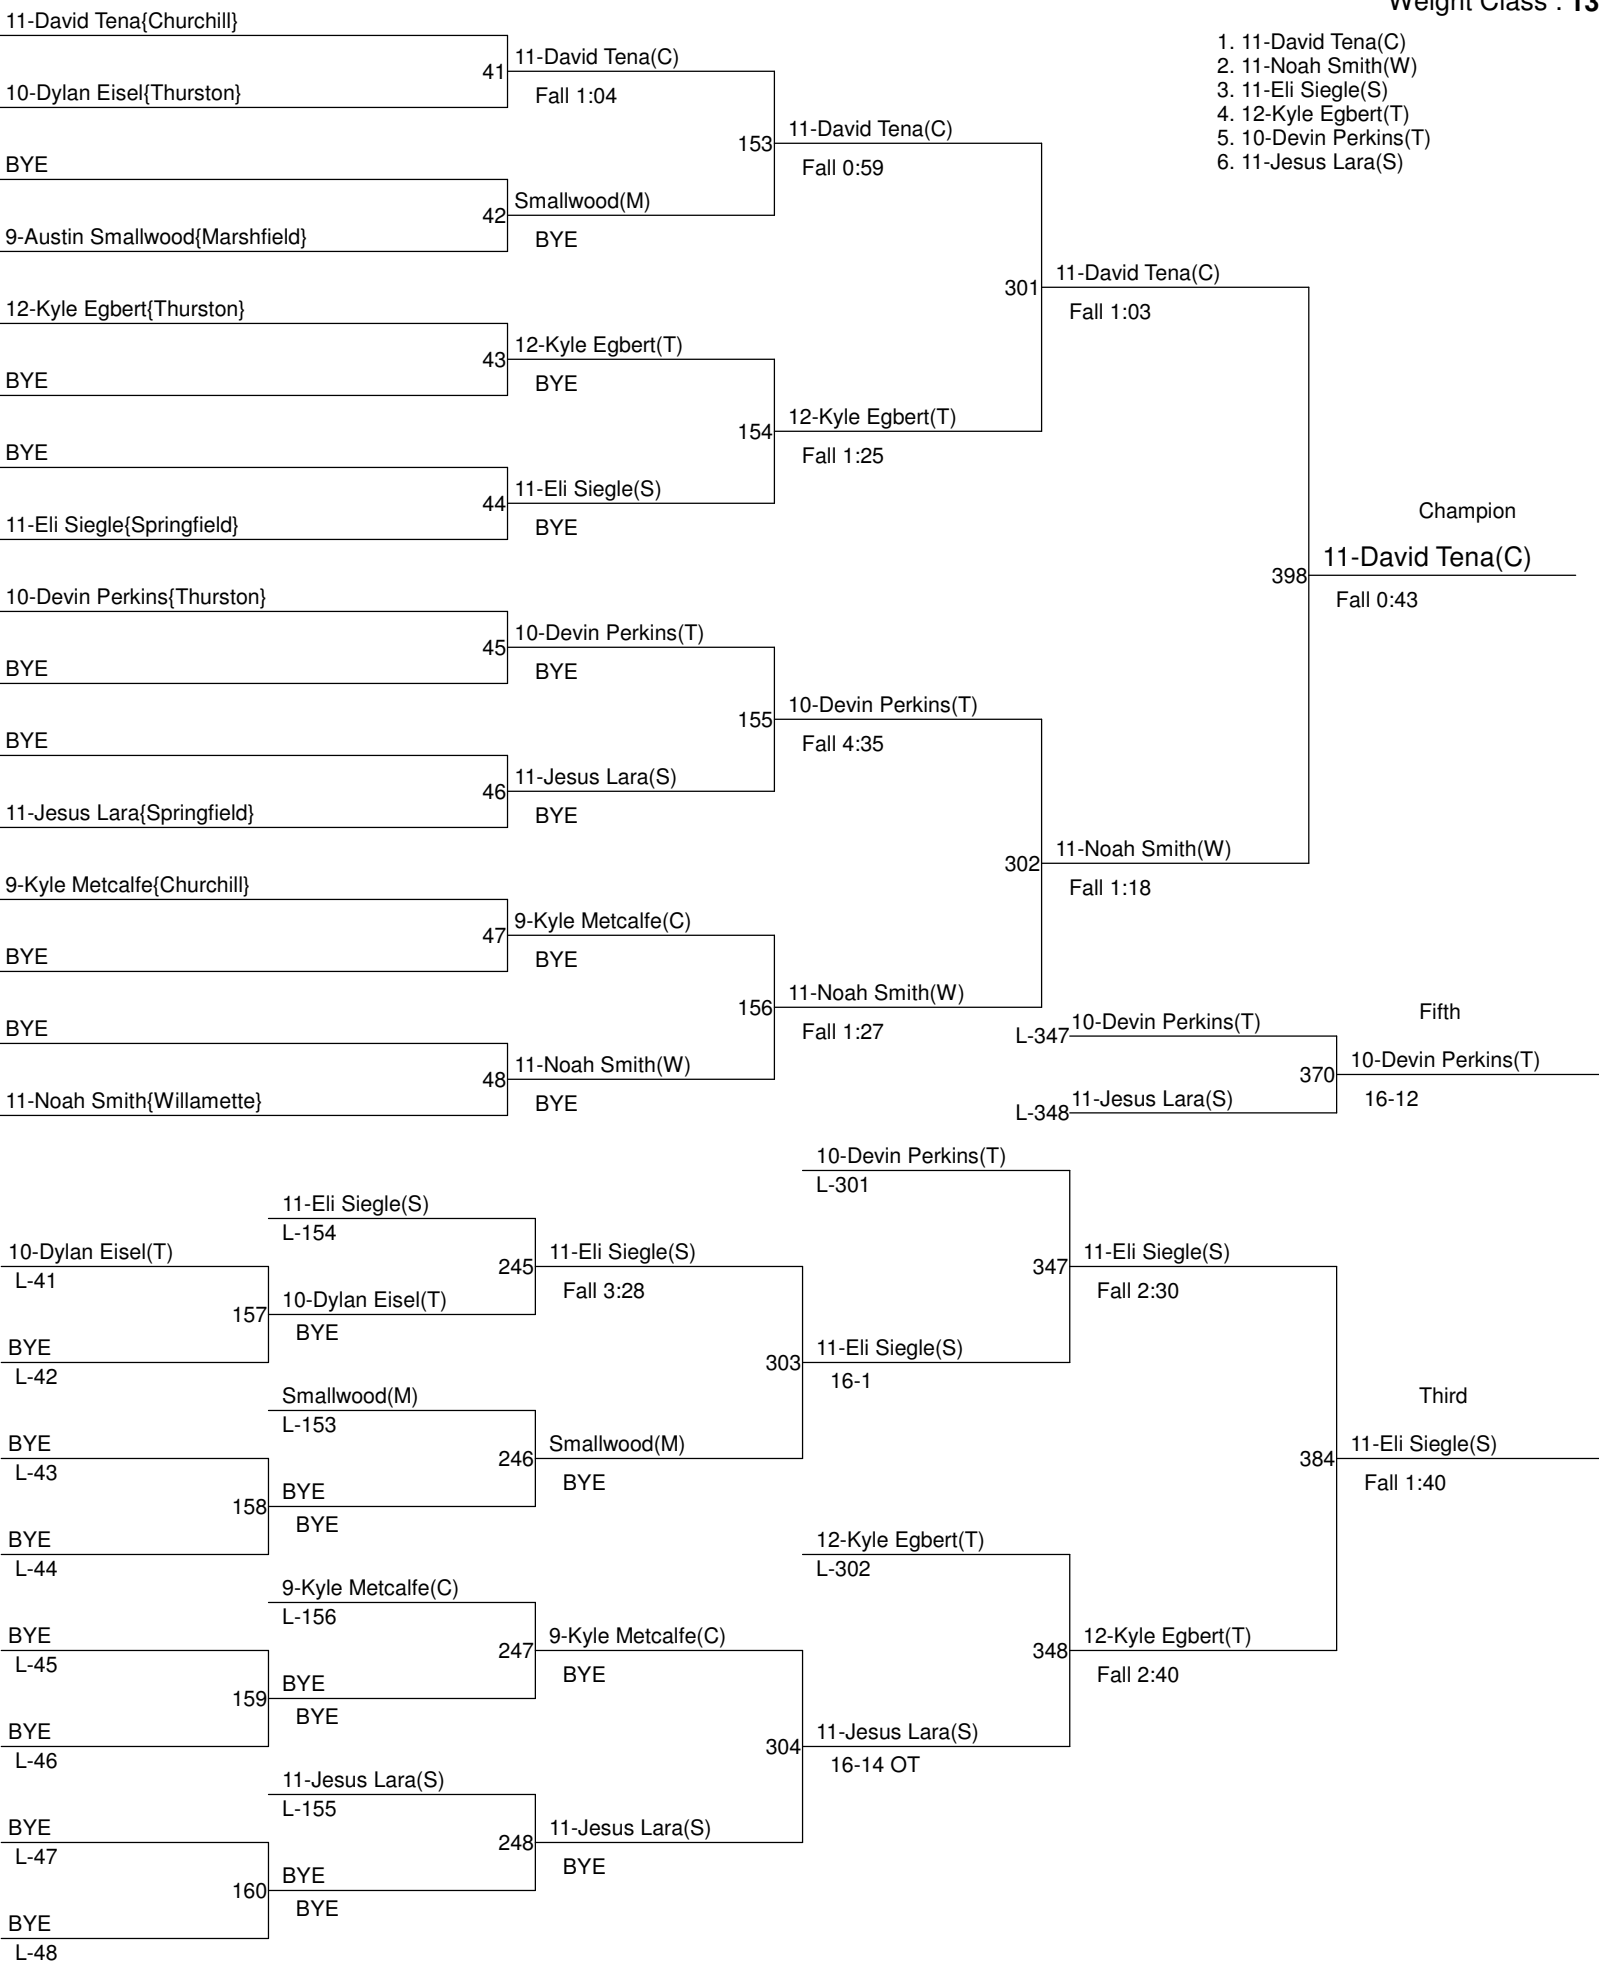 Weight Class : 13
1. 11-David Tena(C)
2. 11-Noah Smith(W)
3. 11-Eli Siegle(S)
4. 12-Kyle Egbert(T)
5. 10-Devin Perkins(T)
6. 11-Jesus Lara(S)
11-David Tena{Churchill}
10-Dylan Eisel{Thurston}
BYE
9-Austin Smallwood{Marshfield}
12-Kyle Egbert{Thurston}
BYE
BYE
11-Eli Siegle{Springfield}
10-Devin Perkins{Thurston}
BYE
BYE
11-Jesus Lara{Springfield}
9-Kyle Metcalfe{Churchill}
BYE
BYE
11-Noah Smith{Willamette}
41
11-David Tena(C)
Fall 1:04
42
Smallwood(M)
BYE
43
12-Kyle Egbert(T)
BYE
44
11-Eli Siegle(S)
BYE
45
10-Devin Perkins(T)
BYE
46
11-Jesus Lara(S)
BYE
47
9-Kyle Metcalfe(C)
BYE
48
11-Noah Smith(W)
BYE
153
11-David Tena(C)
Fall 0:59
154
12-Kyle Egbert(T)
Fall 1:25
155
10-Devin Perkins(T)
Fall 4:35
156
11-Noah Smith(W)
Fall 1:27
301
11-David Tena(C)
Fall 1:03
302
11-Noah Smith(W)
Fall 1:18
Champion
398
11-David Tena(C)
Fall 0:43
Fifth
L-347
10-Devin Perkins(T)
L-348
11-Jesus Lara(S)
370
10-Devin Perkins(T)
16-12
10-Dylan Eisel(T)
L-41
BYE
L-42
BYE
L-43
BYE
L-44
BYE
L-45
BYE
L-46
BYE
L-47
BYE
L-48
11-Eli Siegle(S)
L-154
157
10-Dylan Eisel(T)
BYE
Smallwood(M)
L-153
158
BYE
BYE
9-Kyle Metcalfe(C)
L-156
159
BYE
BYE
11-Jesus Lara(S)
L-155
160
BYE
BYE
245
11-Eli Siegle(S)
Fall 3:28
246
Smallwood(M)
BYE
247
9-Kyle Metcalfe(C)
BYE
248
11-Jesus Lara(S)
BYE
10-Devin Perkins(T)
L-301
303
11-Eli Siegle(S)
16-1
12-Kyle Egbert(T)
L-302
304
11-Jesus Lara(S)
16-14 OT
347
11-Eli Siegle(S)
Fall 2:30
348
12-Kyle Egbert(T)
Fall 2:40
Third
384
11-Eli Siegle(S)
Fall 1:40